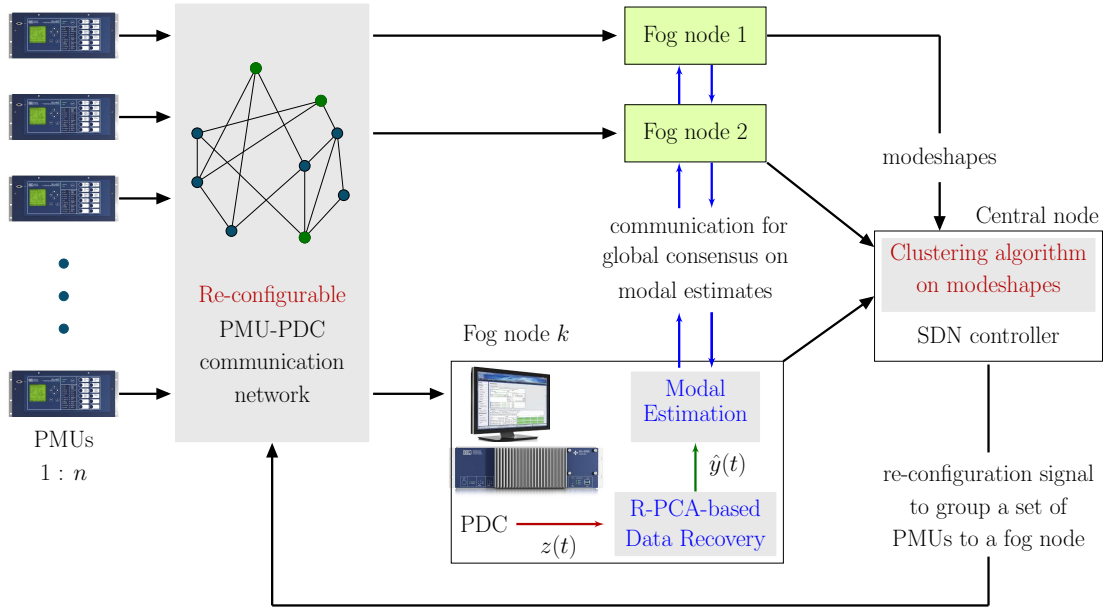 Fog node 1
Fog node 2
modeshapes
communication for
global consensus on
modal estimates
Central node
Clustering algorithm
on modeshapes
SDN controller
Re-configurable
PMU-PDC
communication
network
Fog node k
Modal
Estimation
ŷ(t)
R-PCA-based
Data Recovery
PDC
z(t)
PMUs
1 : n
re-configuration signal
to group a set of
PMUs to a fog node